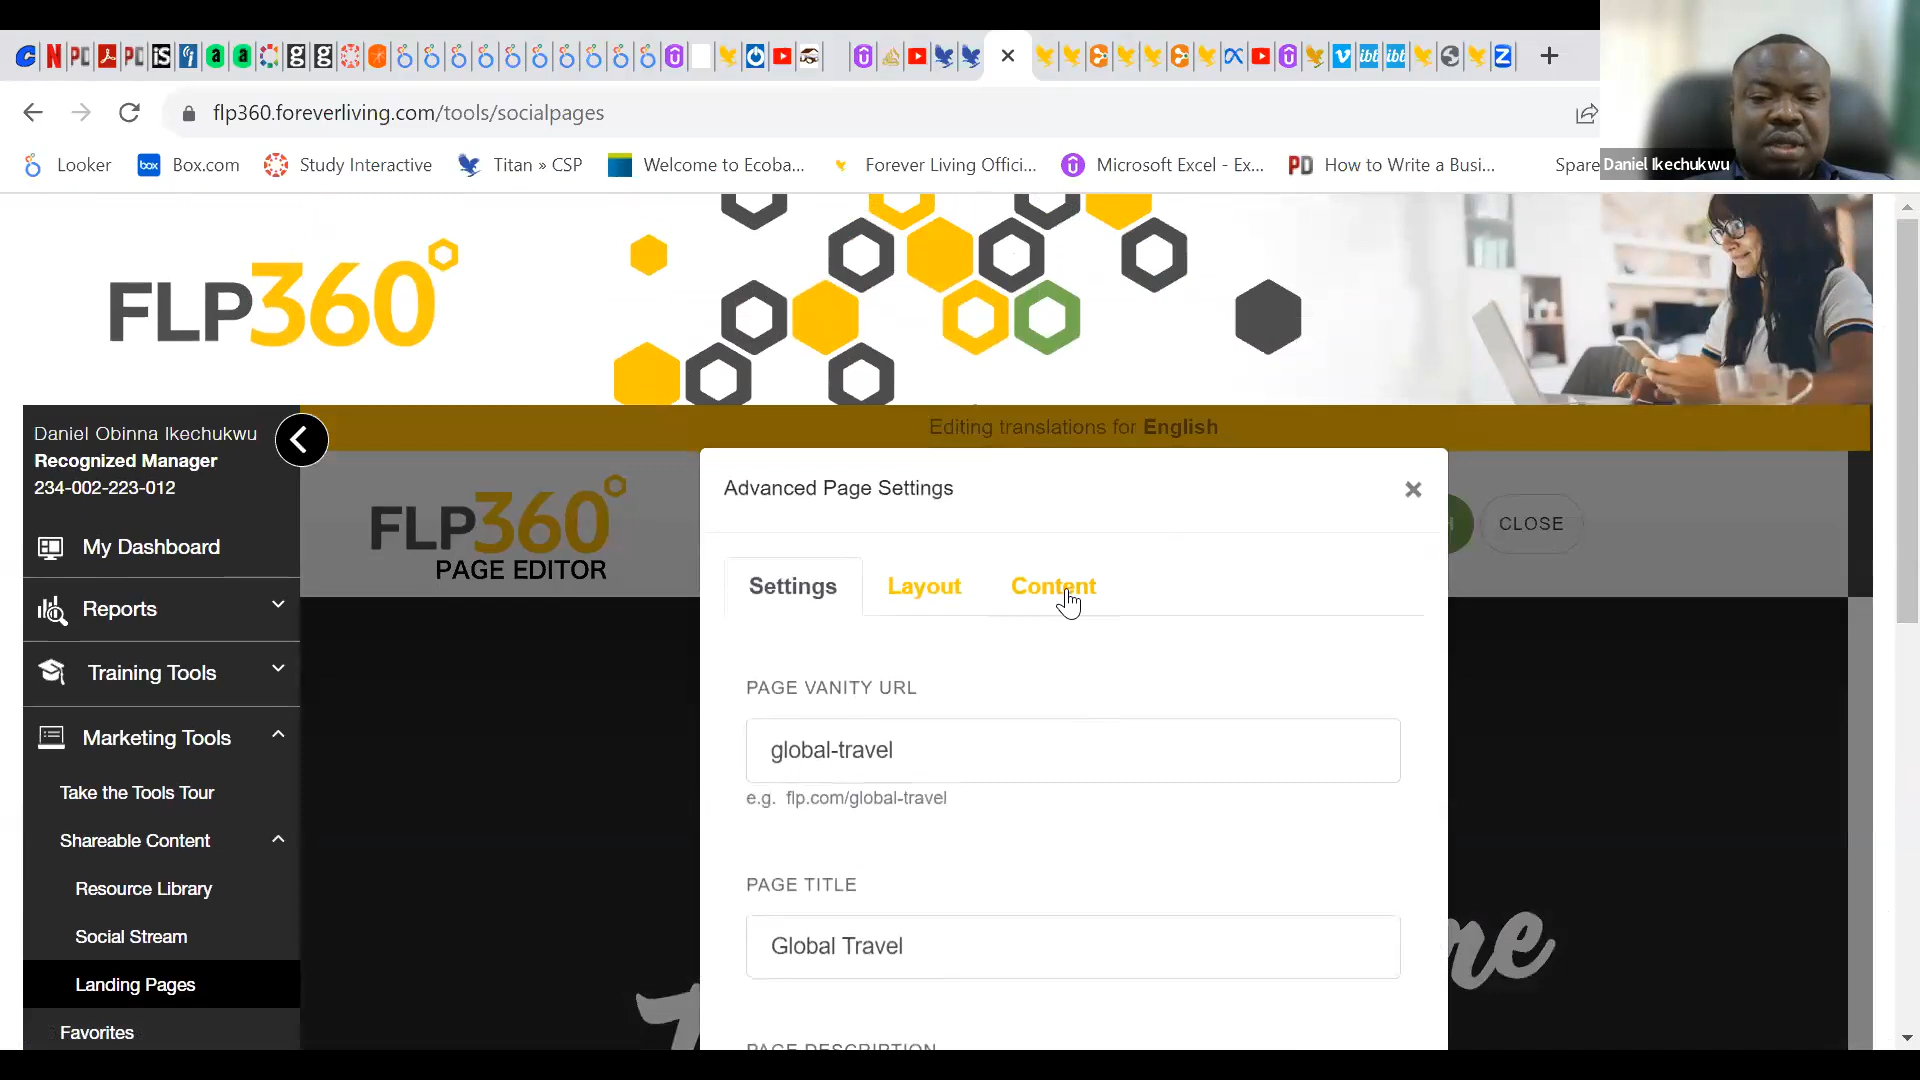 flp360.foreverliving.com/tools/socialpages
Looker
Box.com
Study Interactive
Titan » CSP
Welcome to Ecoba...
Forever Living Offici...
Microsoft Excel - Ex...
How to Write a Busi...
Spare
Daniel Ikechukwu
FLP360
Daniel Obinna Ikechukwu
Recognized Manager
234-002-223-012
My Dashboard
Reports
Training Tools
Marketing Tools
Take the Tools Tour
Shareable Content
Resource Library
Social Stream
Landing Pages
Favorites
Editing translations for English
FLP360
PAGE EDITOR
CLOSE
Advanced Page Settings
Settings
Layout
Content
PAGE VANITY URL
global-travel
e.g. flp.com/global-travel
PAGE TITLE
Global Travel
PAGE DESCRIPTION